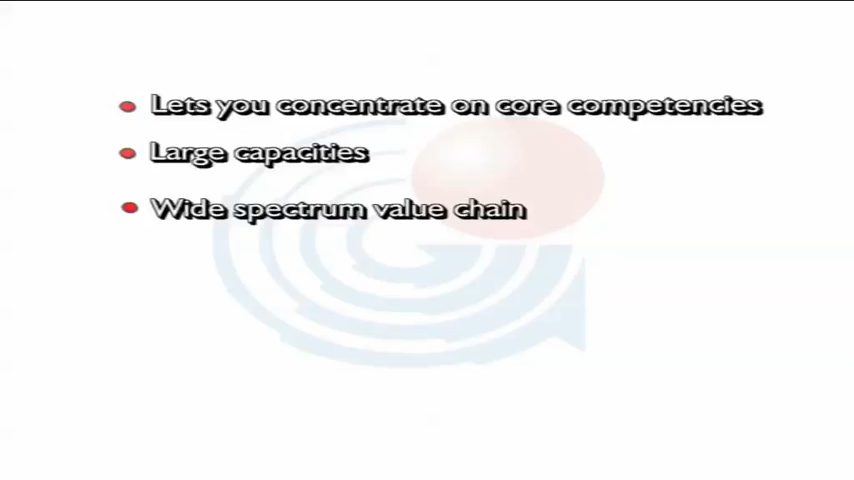 Lets you concentrate on core competencies
Large capacities
Wide spectrum value chain